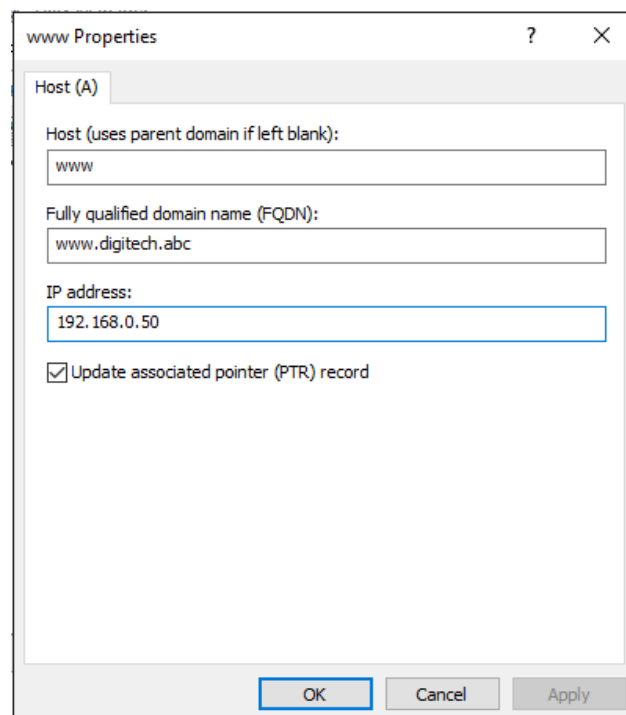 www Properties
?
Host (A)
Host (uses parent domain if left blank):
www
Fully qualified domain name (FQDN):
www.digitech.abc
IP address:
192.168.0.50
Update associated pointer (PTR) record
OK
Cancel
Apply